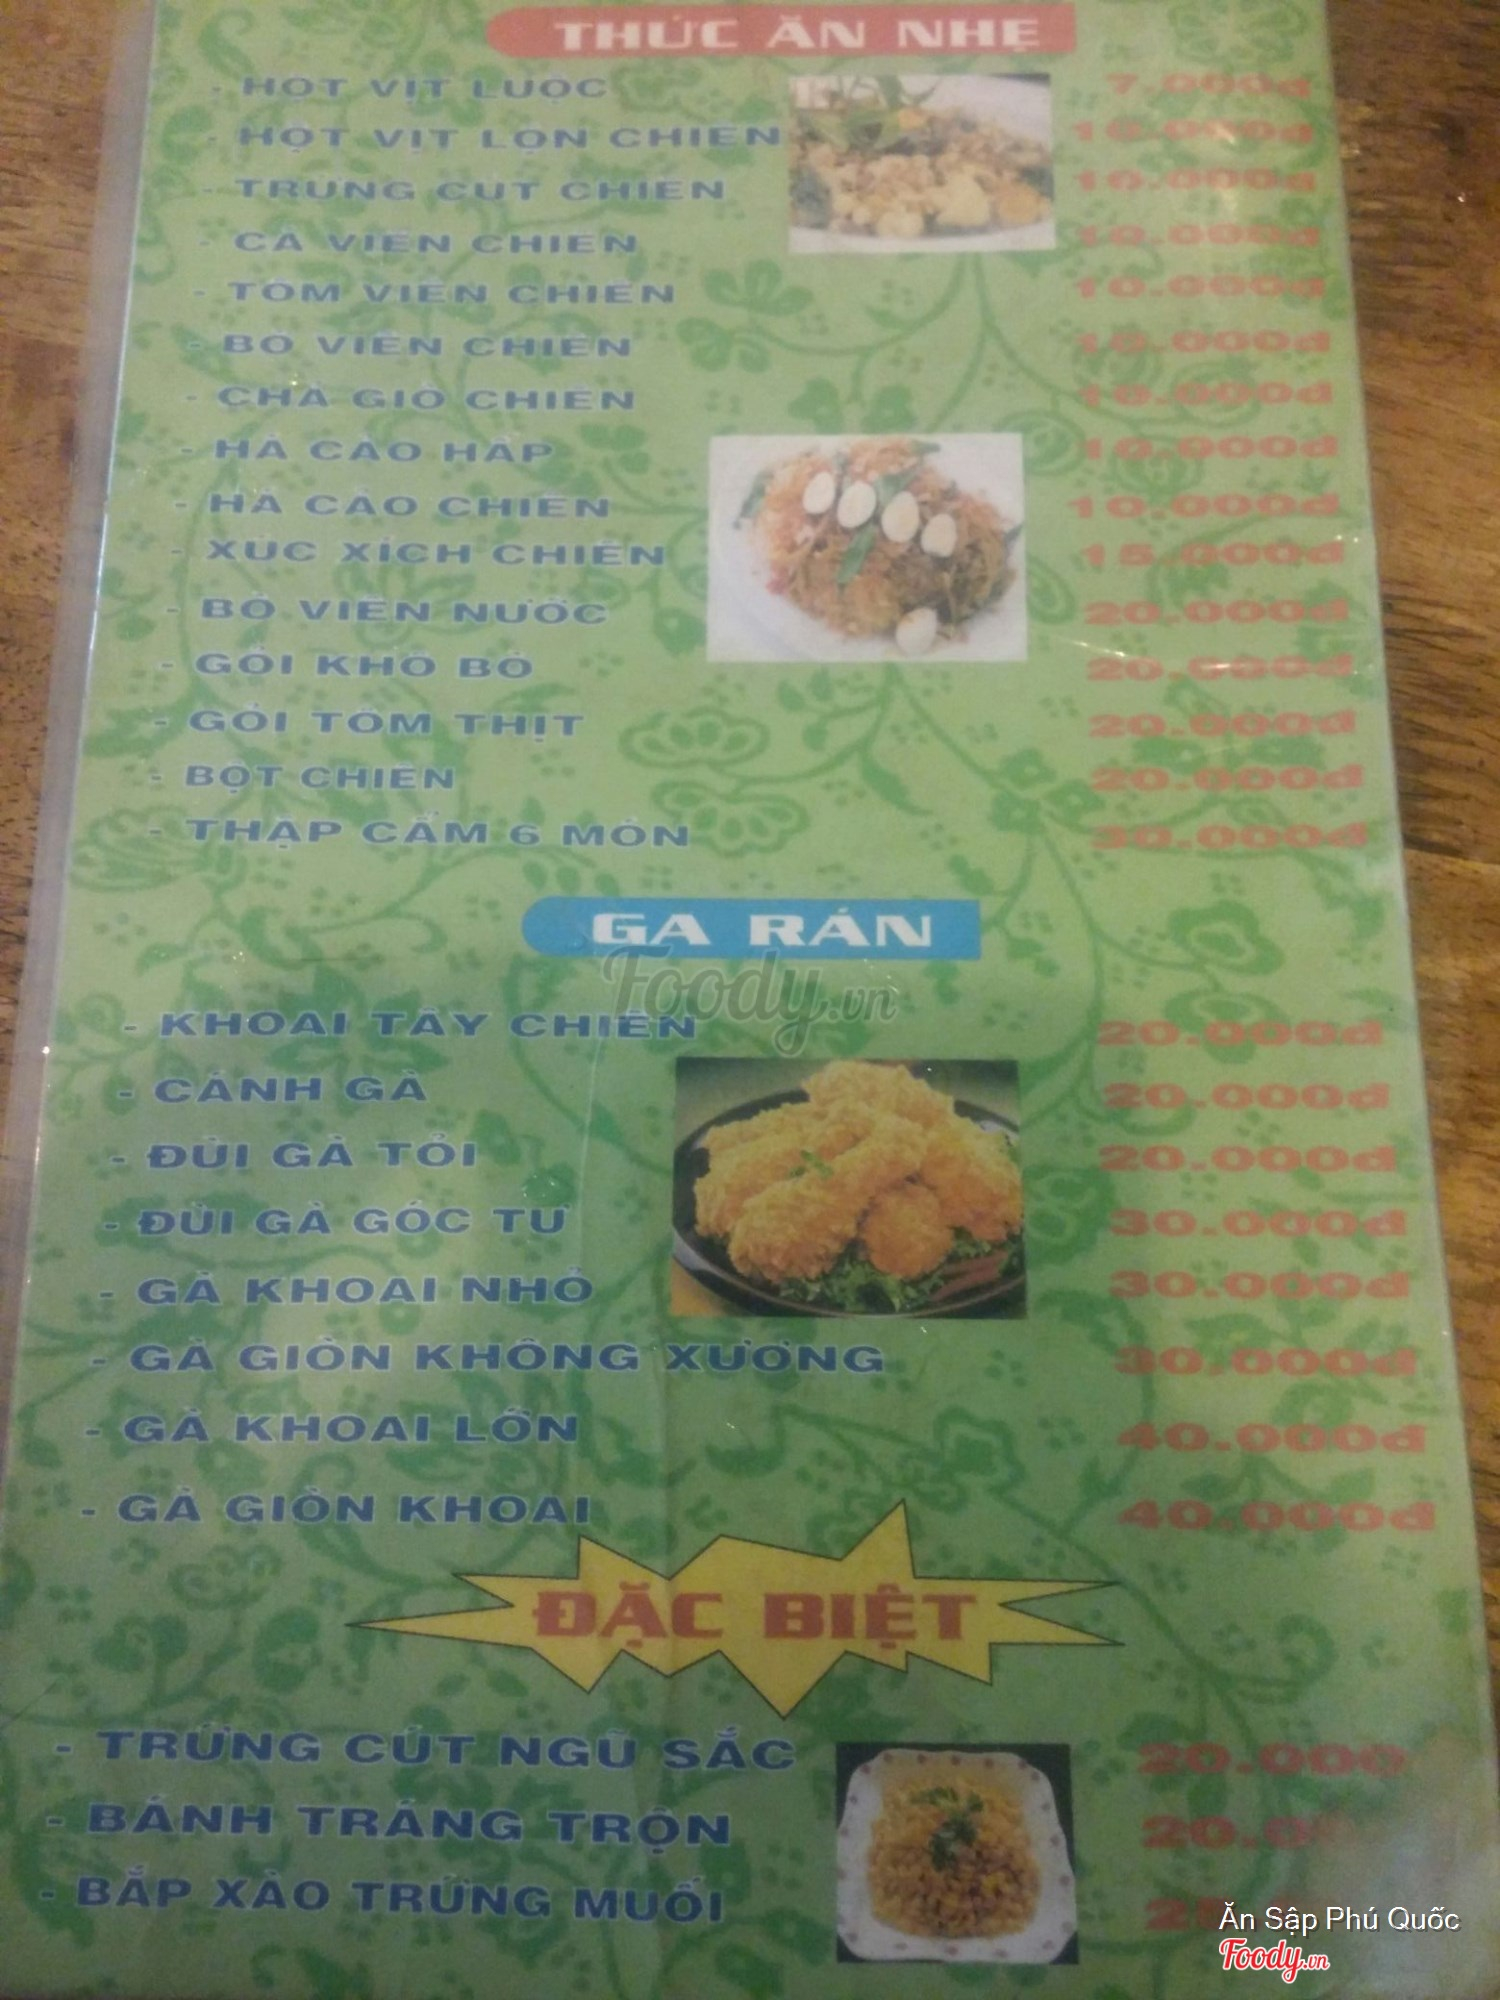 THỨC ĂN NHẸ
- HỘT VỊT LUỘC 7.000đ
- HỘT VỊT LỘN CHIÊN 10.000đ
- TRỨNG CÚT CHIÊN 10.000đ
- CÁ VIÊN CHIÊN 10.000đ
- TÔM VIÊN CHIÊN 10.000đ
- BÒ VIÊN CHIÊN 10.000đ
- CHẢ GIÒ CHIÊN 10.000đ
- HÁ CẢO HẤP 10.000đ
- HÁ CẢO CHIÊN 10.000đ
- XÚC XÍCH CHIÊN 15.000đ
- BÒ VIÊN NƯỚC 20.000đ
- GỎI KHÔ BÒ 20.000đ
- GỎI TÔM THỊT 20.000đ
- BỘT CHIÊN 20.000đ
- THẬP CẨM 6 MÓN 30.000đ
GA RÁN
Foody.vn
- KHOAI TÂY CHIÊN 20.000đ
- CÁNH GÀ 20.000đ
- ĐÙI GÀ TỎI 20.000đ
- ĐÙI GÀ GÓC TƯ 30.000đ
- GÀ KHOAI NHỎ 30.000đ
- GÀ GIÒN KHÔNG XƯƠNG 30.000đ
- GÀ KHOAI LỚN 40.000đ
- GÀ GIÒN KHOAI 40.000đ
ĐẶC BIỆT
- TRỨNG CÚT NGŨ SẮC 20.000
- BÁNH TRÁNG TRỘN
- BẮP XÀO TRỨNG MUỐI
Ăn Sập Phú Quốc
Foody.vn